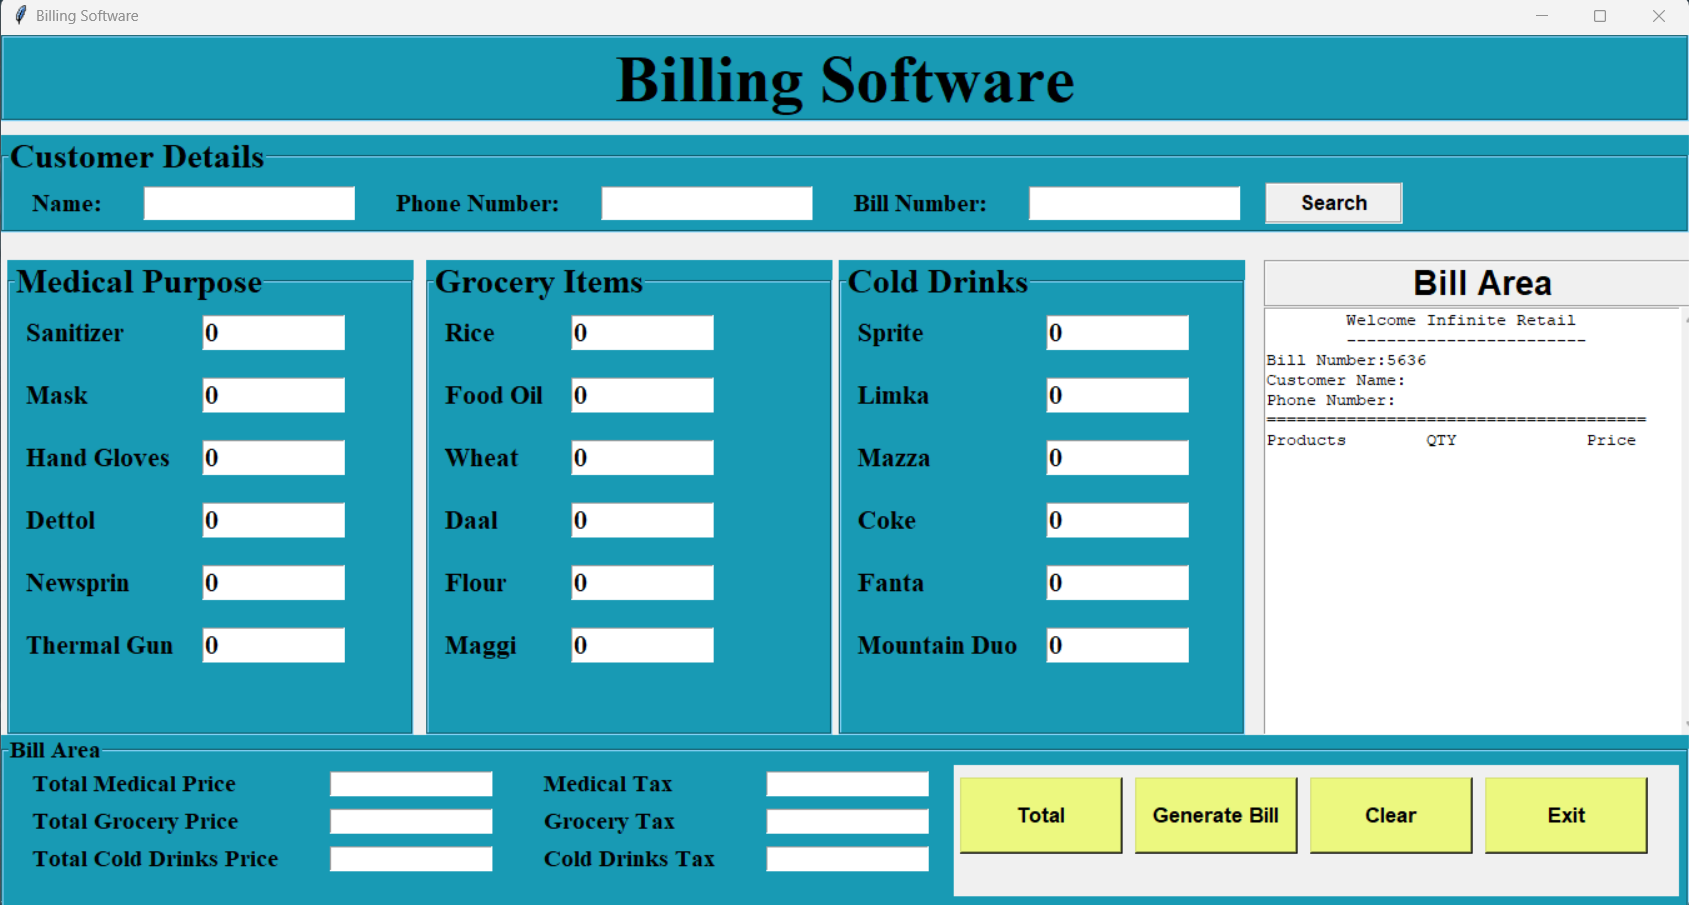 Billing Software
Billing Software
Customer Details
Name: Phone Number: Bill Number: Search
Medical Purpose
Sanitizer 0
Mask 0
Hand Gloves 0
Dettol 0
Newsprin 0
Thermal Gun 0
Grocery Items
Rice 0
Food Oil 0
Wheat 0
Daal 0
Flour 0
Maggi 0
Cold Drinks
Sprite 0
Limka 0
Mazza 0
Coke 0
Fanta 0
Mountain Duo 0
Bill Area
Welcome Infinite Retail
------------------------
Bill Number:5636
Customer Name:
Phone Number:
======================================
Products QTY Price
Bill Area
Total Medical Price Medical Tax
Total Grocery Price Grocery Tax
Total Cold Drinks Price Cold Drinks Tax
Total Generate Bill Clear Exit